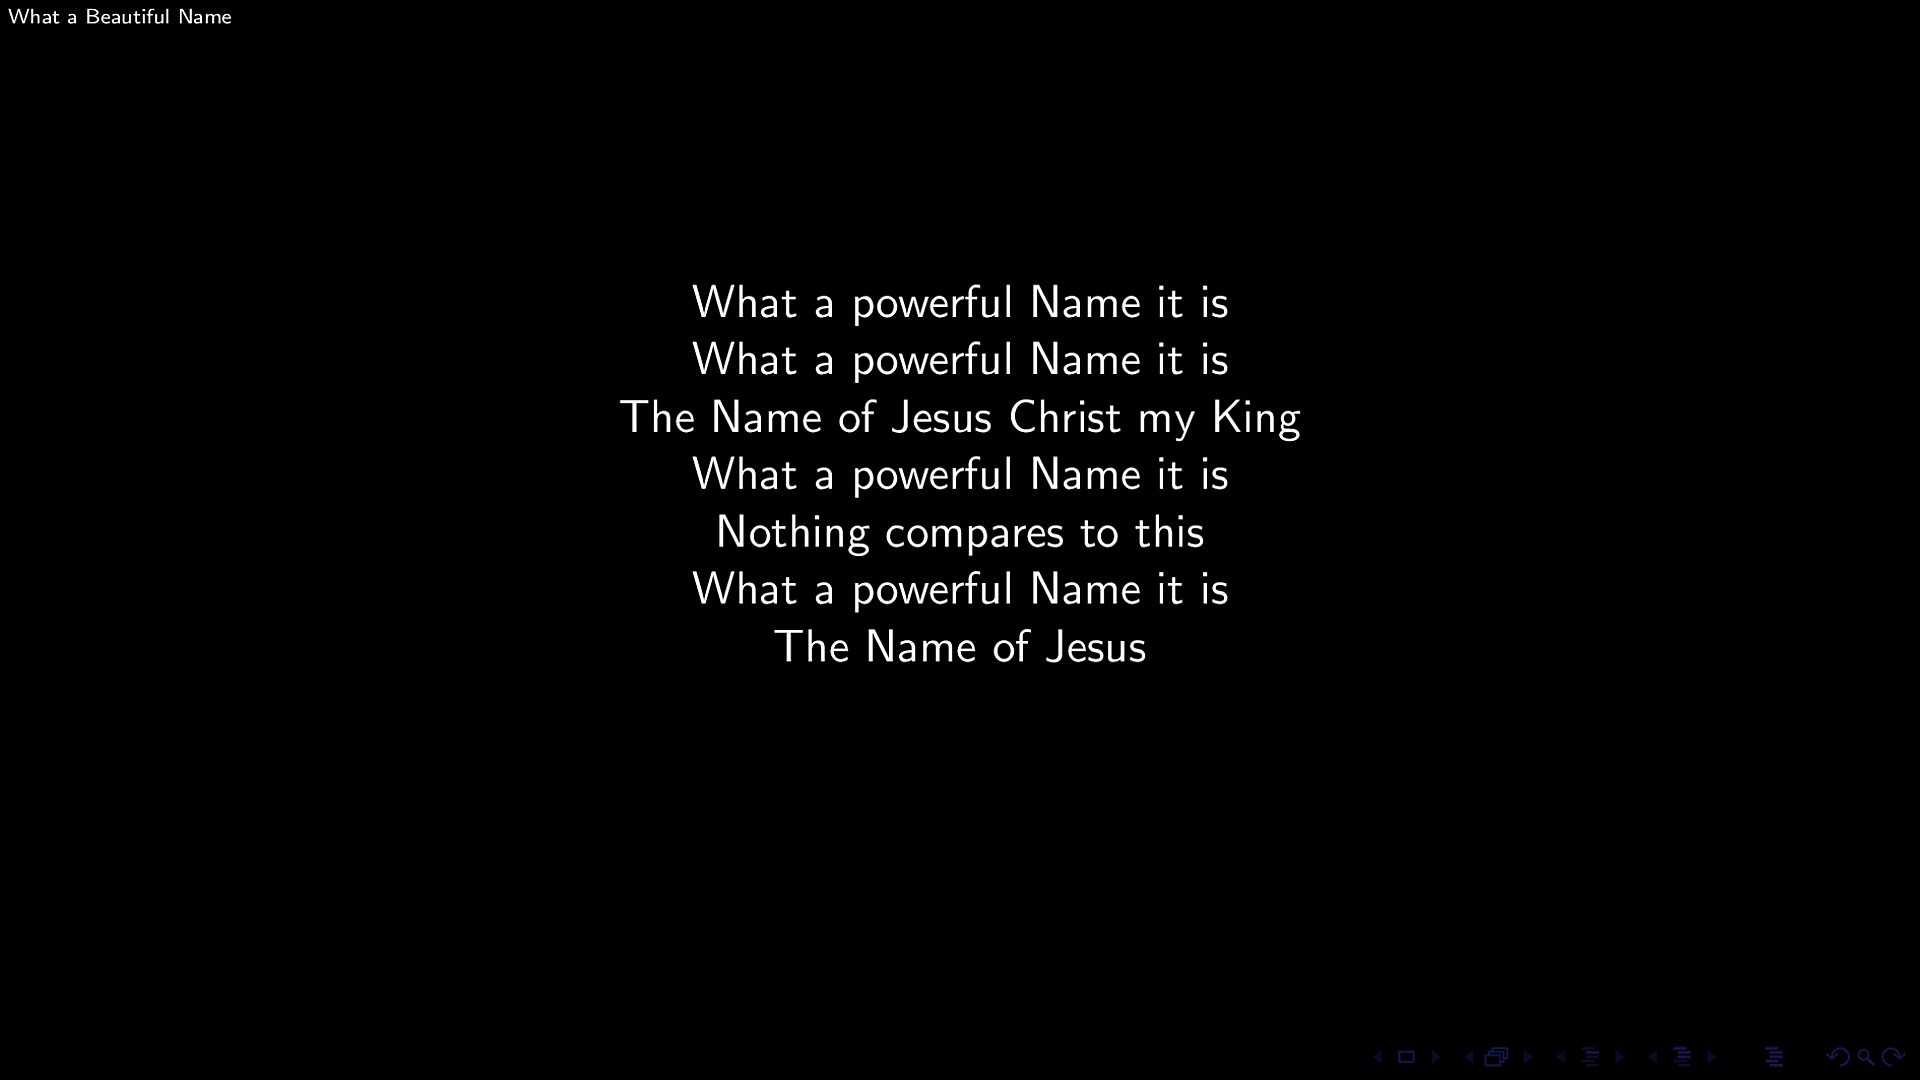 What a Beautiful Name
What a powerful Name it is
What a powerful Name it is
The Name of Jesus Christ my King
What a powerful Name it is
Nothing compares to this
What a powerful Name it is
The Name of Jesus